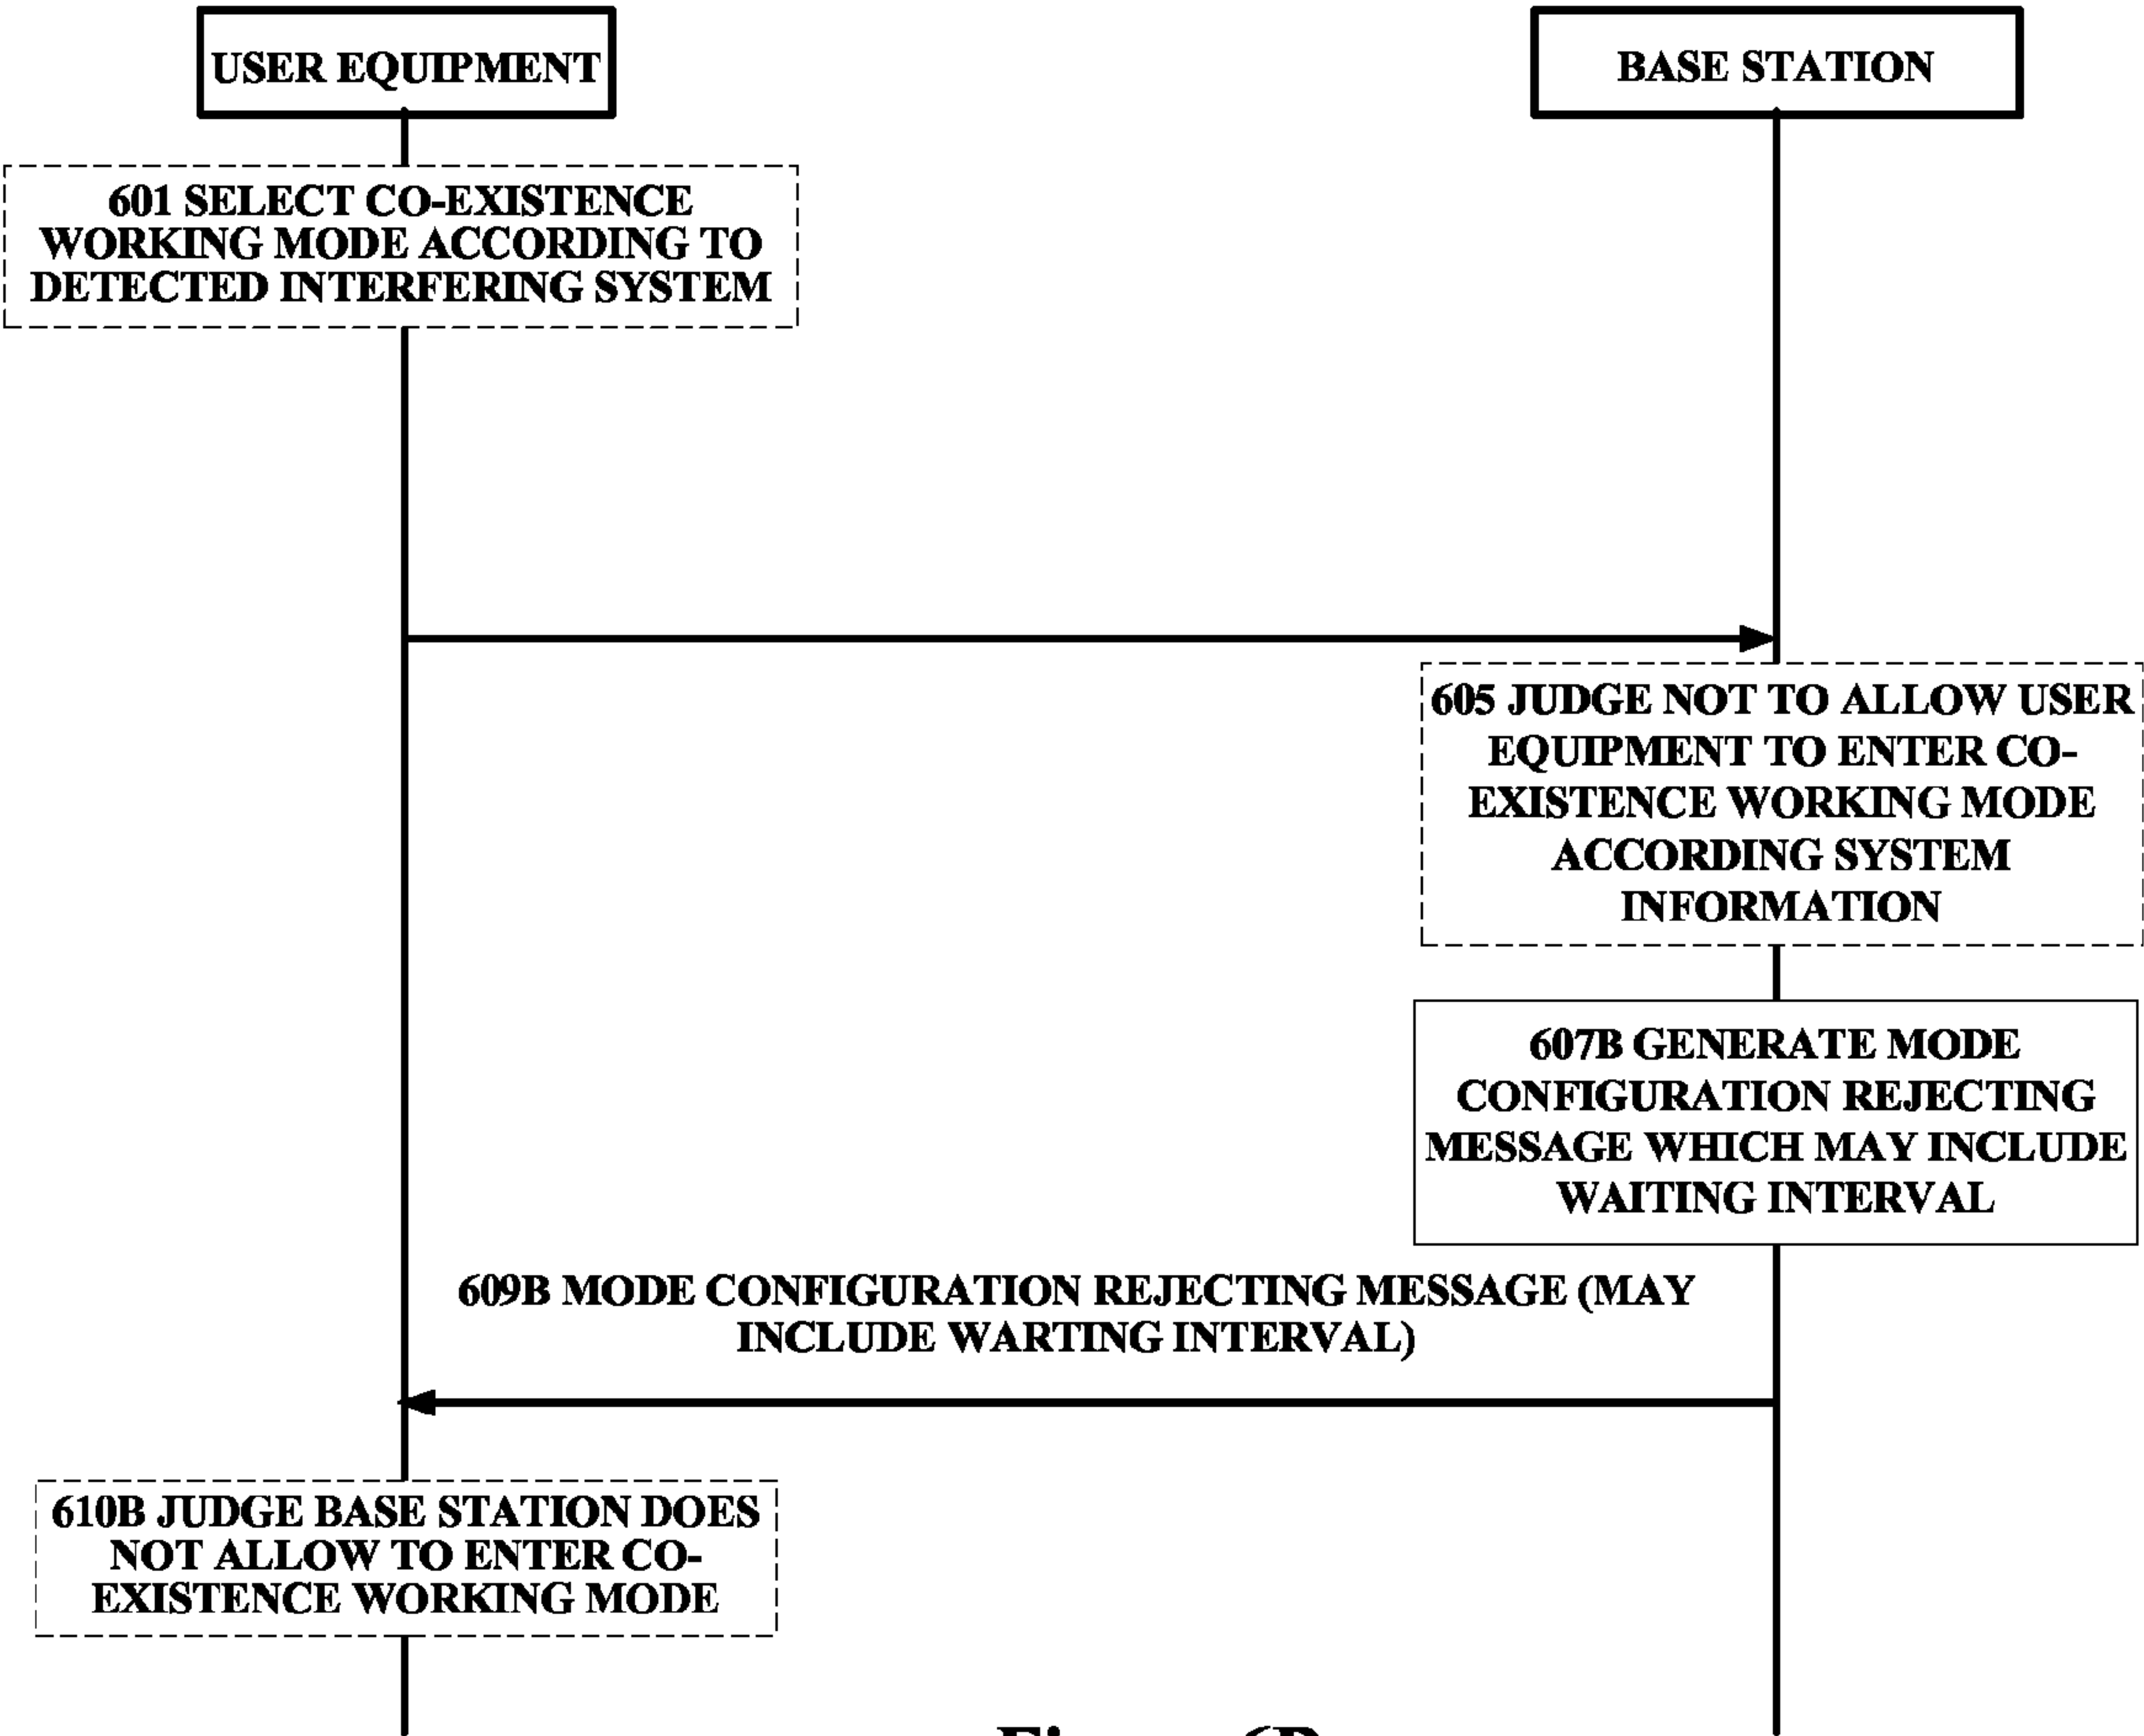 USER EQUIPMENT
BASE STATION
601 SELECT CO-EXISTENCE
WORKING MODE ACCORDING TO
DETECTED INTERFERING SYSTEM
605 JUDGE NOT TO ALLOW USER
EQUIPMENT TO ENTER CO-
EXISTENCE WORKING MODE
ACCORDING SYSTEM
INFORMATION
607B GENERATE MODE
CONFIGURATION REJECTING
MESSAGE WHICH MAY INCLUDE
WAITING INTERVAL
609B MODE CONFIGURATION REJECTING MESSAGE (MAY
INCLUDE WARTING INTERVAL)
610B JUDGE BASE STATION DOES
NOT ALLOW TO ENTER CO-
EXISTENCE WORKING MODE